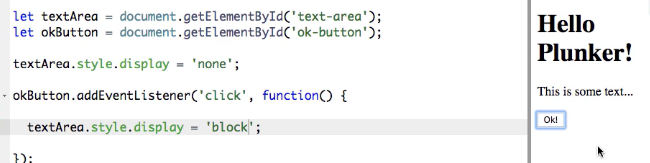 let textArea = document.getElementById('text-area');
let okButton = document.getElementById('ok-button');
textArea.style.display = 'none';
okButton.addEventListener('click', function() {
textArea.style.display = 'block';
});
Hello
Plunker!
This is some text...
Ok!